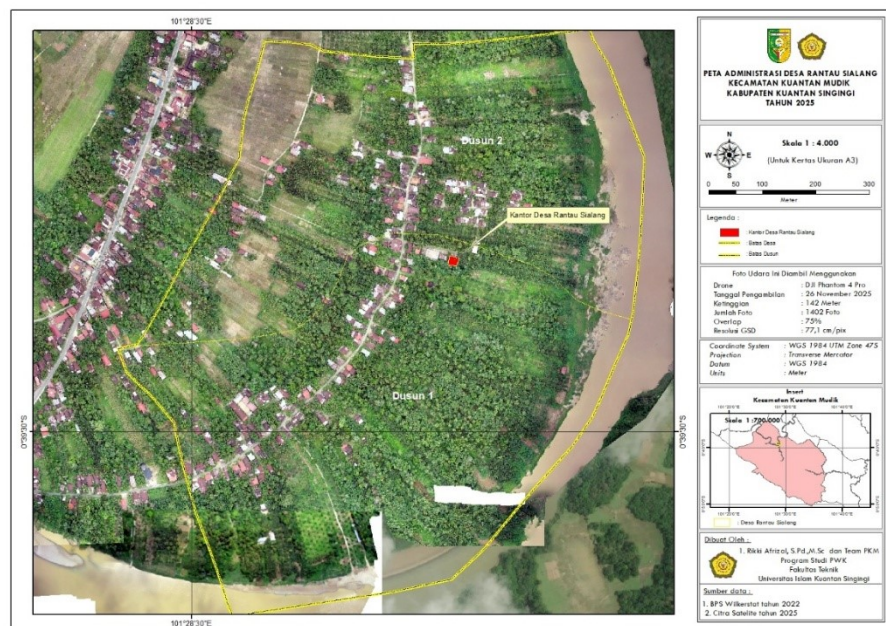 101°28'30"E
Dusun 2
Kantor Desa Rantau Sialang
Dusun 1
0°39'30"S
0°39'30"S
101°28'30"E
PETA ADMINISTRASI DESA RANTAU SIALANG
KECAMATAN KUANTAN MUDIK
KABUPATEN KUANTAN SINGINGI
TAHUN 2025
N
W E
S
Skala 1 : 4.000
(Untuk Kertas Ukuran A3)
0 50 100 200 300
Meter
Legenda :
: Kantor Desa Rantau Sialang
: Batas Desa
: Batas Dusun
Foto Udara Ini Diambil Menggunakan
Drone : DJI Phantom 4 Pro
Tanggal Pengambilan : 26 November 2025
Ketinggian : 142 Meter
Jumlah Foto : 1402 Foto
Overlap : 75%
Resolusi GSD : 77,1 cm/pix
Coordinate System : WGS 1984 UTM Zone 47S
Projection : Transverse Mercator
Datum : WGS 1984
Units : Meter
Insert
Kecamatan Kuantan Mudik
Skala 1 :700.000
: Desa Rantau Sialang
Dibuat Oleh :
1. Rikki Afrizal, S.Pd.,M.Sc dan Team PKM
Program Studi PWK
Fakultas Teknik
Universitas Islam Kuantan Singingi
Sumber data :
1. BPS Wilkerstat tahun 2022
2. Citra Satelite tahun 2025